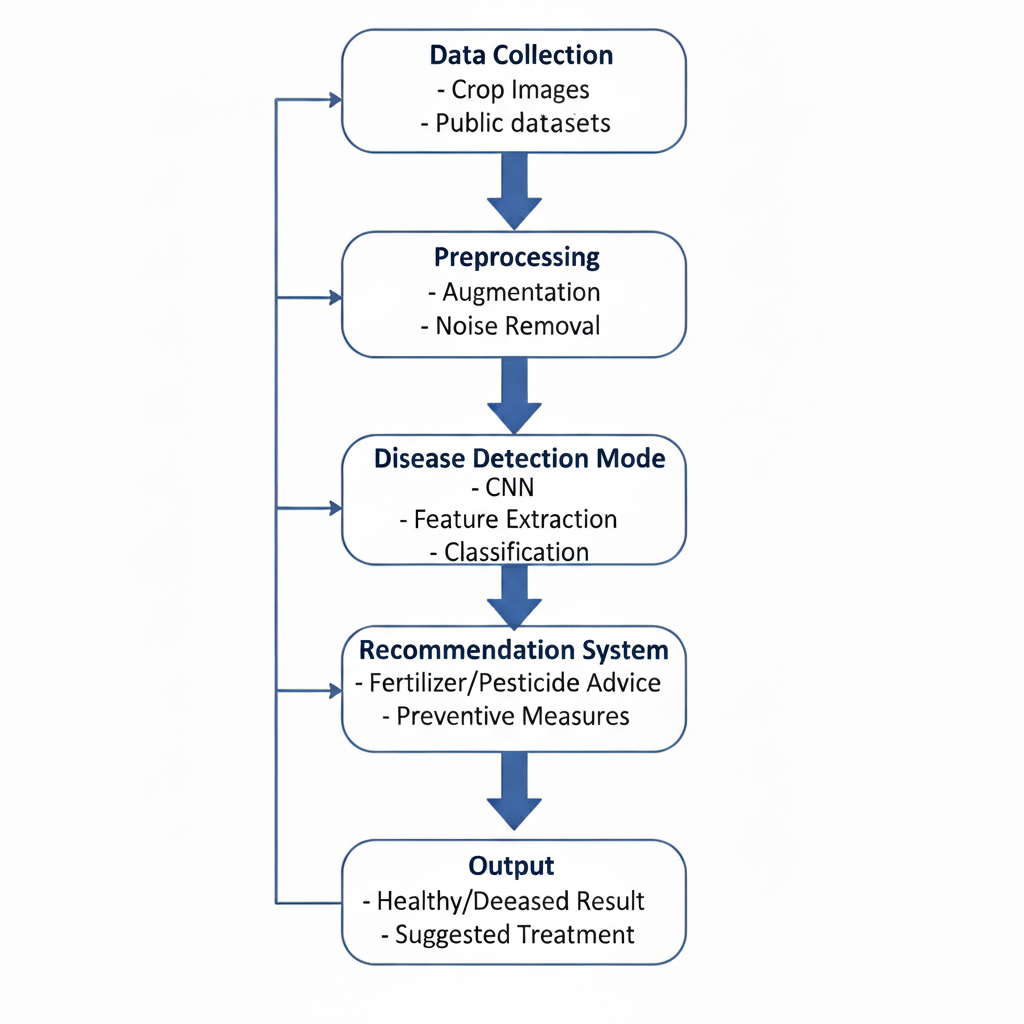 Data Collection
- Crop Images
- Public datasets
Preprocessing
- Augmentation
- Noise Removal
Disease Detection Mode
- CNN
- Feature Extraction
- Classification
Recommendation System
- Fertilizer/Pesticide Advice
- Preventive Measures
Output
- Healthy/Deeased Result
- Suggested Treatment